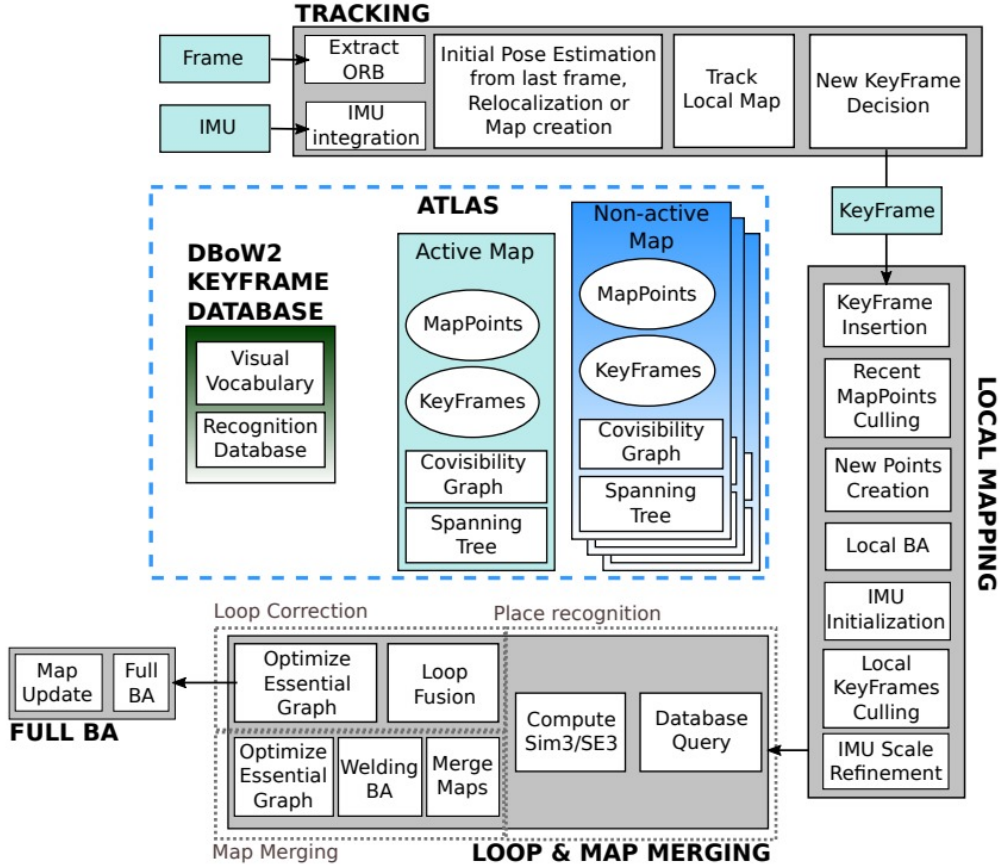 TRACKING
Frame
IMU
Extract
ORB
IMU
integration
Initial Pose Estimation
from last frame,
Relocalization or
Map creation
Track
Local Map
New KeyFrame
Decision
KeyFrame
ATLAS
DBoW2
KEYFRAME
DATABASE
Visual
Vocabulary
Recognition
Database
Active Map
MapPoints
KeyFrames
Covisibility
Graph
Spanning
Tree
Non-active
Map
MapPoints
KeyFrames
Covisibility
Graph
Spanning
Tree
LOCAL MAPPING
KeyFrame
Insertion
Recent
MapPoints
Culling
New Points
Creation
Local BA
IMU
Initialization
Local
KeyFrames
Culling
IMU Scale
Refinement
Loop Correction
Place recognition
Optimize
Essential
Graph
Loop
Fusion
Compute
Sim3/SE3
Database
Query
Optimize
Essential
Graph
Welding
BA
Merge
Maps
Map Merging
LOOP & MAP MERGING
Map
Update
Full
BA
FULL BA